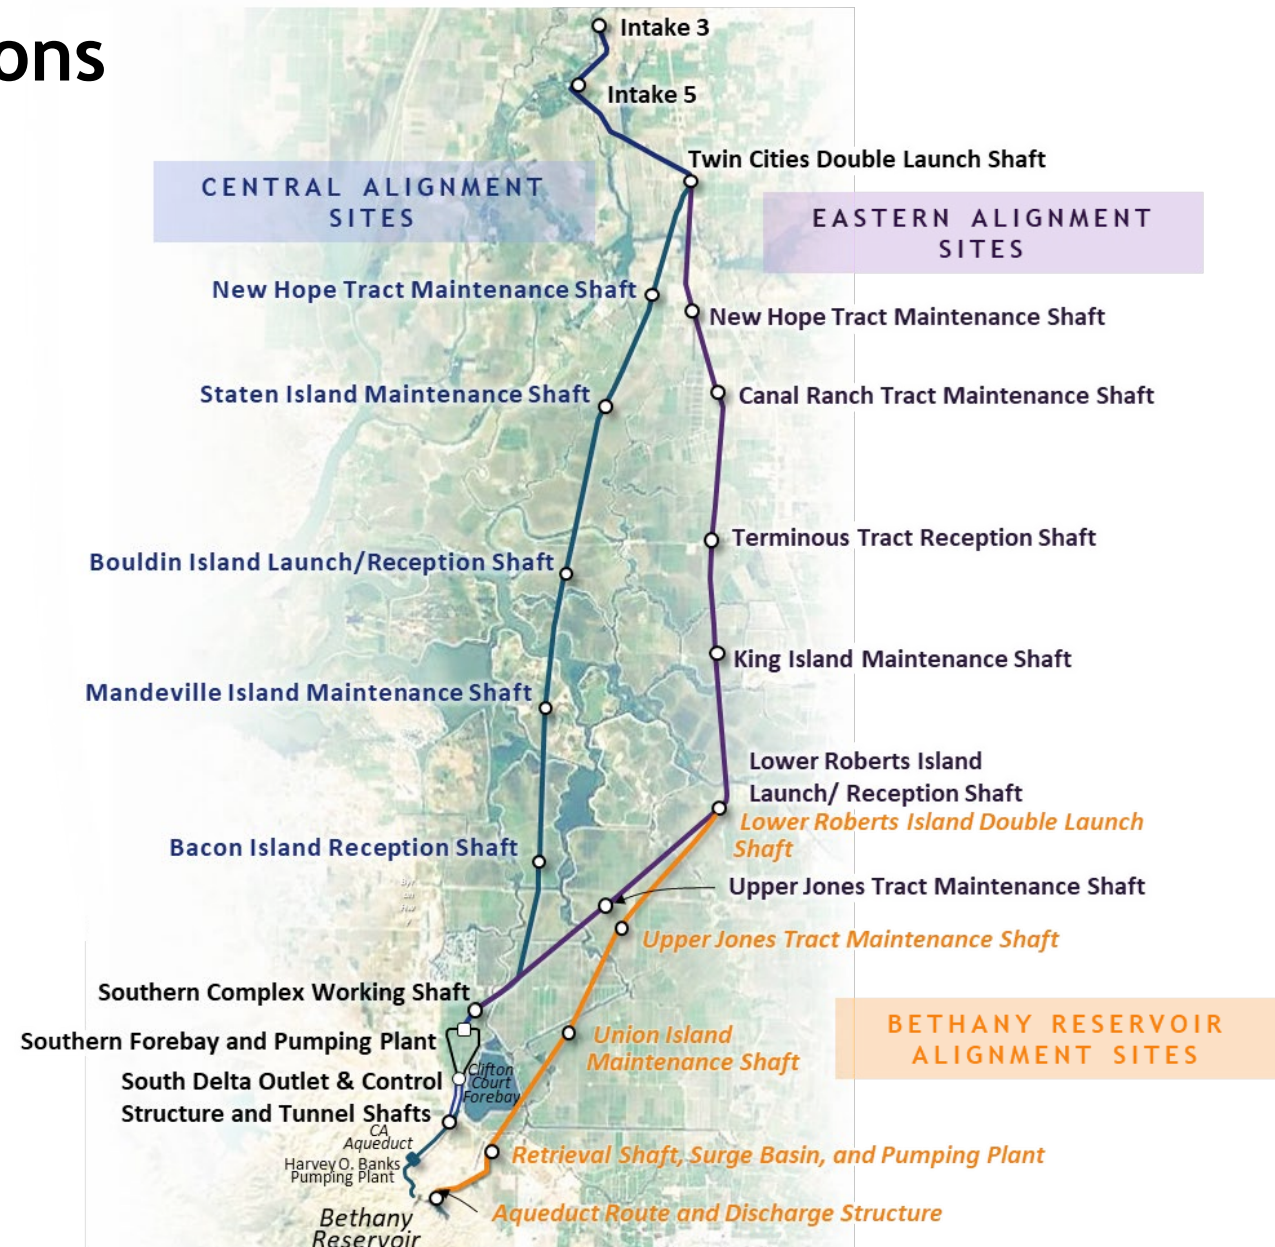 ons
Intake 3
Intake 5
Twin Cities Double Launch Shaft
CENTRAL ALIGNMENT
SITES
EASTERN ALIGNMENT
SITES
New Hope Tract Maintenance Shaft
New Hope Tract Maintenance Shaft
Staten Island Maintenance Shaft
Canal Ranch Tract Maintenance Shaft
Terminous Tract Reception Shaft
Bouldin Island Launch/Reception Shaft
King Island Maintenance Shaft
Mandeville Island Maintenance Shaft
Lower Roberts Island
Launch/ Reception Shaft
Lower Roberts Island Double Launch
Shaft
Bacon Island Reception Shaft
Upper Jones Tract Maintenance Shaft
Upper Jones Tract Maintenance Shaft
Southern Complex Working Shaft
BETHANY RESERVOIR
ALIGNMENT SITES
Southern Forebay and Pumping Plant
Union Island
Maintenance Shaft
South Delta Outlet & Control
Structure and Tunnel Shafts
Clifton
Court
Forebay
CA
Aqueduct
Harvey O. Banks
Pumping Plant
Retrieval Shaft, Surge Basin, and Pumping Plant
Aqueduct Route and Discharge Structure
Bethany
Reservoir